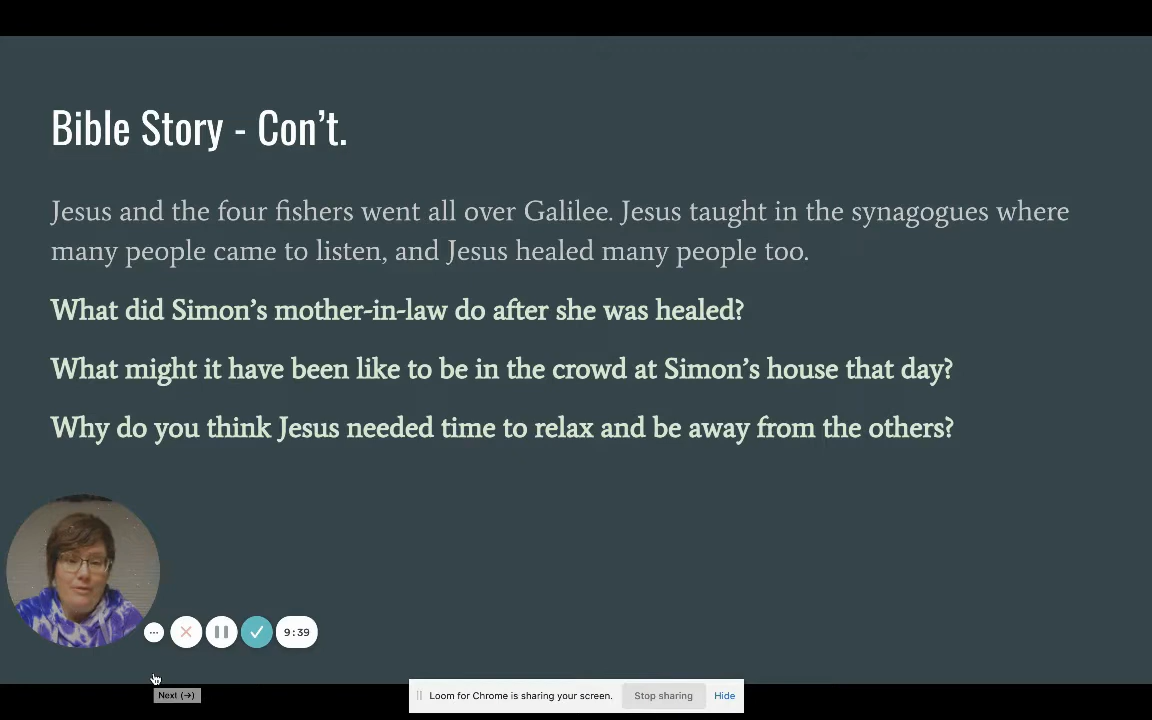 Bible Story - Con't.
Jesus and the four fishers went all over Galilee. Jesus taught in the synagogues where
many people came to listen, and Jesus healed many people too.
What did Simon's mother-in-law do after she was healed?
What might it have been like to be in the crowd at Simon's house that day?
Why do you think Jesus needed time to relax and be away from the others?
9:39
Next (→)
Loom for Chrome is sharing your screen. Stop sharing Hide